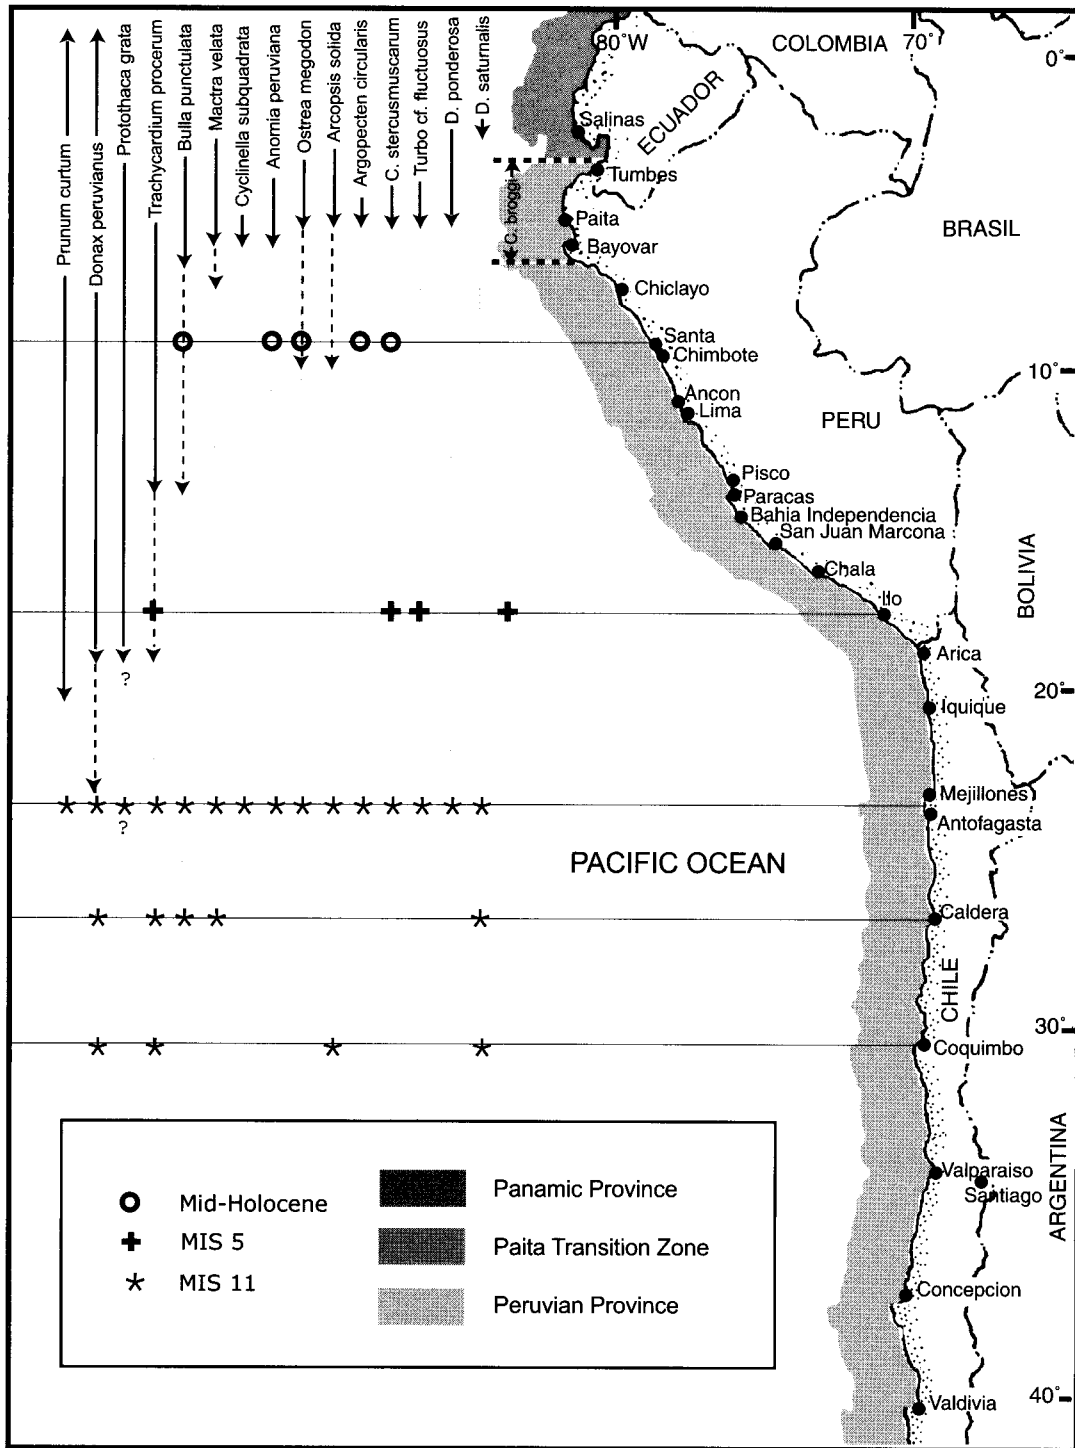 Prunum curtum
Donax peruvianus
Protothaca grata
Trachycardium procerum
Bulla punctulata
Mactra velata
Cyclinella subquadrata
Anomia peruviana
Ostrea megodon
Arcopsis solida
Argopecten circularis
C. stercusmuscarum
Turbo cf. fluctuosus
D. ponderosa
D. saturnalis
80°W
70°
COLOMBIA
0°
ECUADOR
Salinas
Tumbes
C. broggi
Paita
Bayovar
BRASIL
Chiclayo
Santa
Chimbote
10°
Ancon
Lima
PERU
Pisco
Paracas
Bahia Independencia
San Juan Marcona
Chala
BOLIVIA
Ilo
Arica
?
20°
Iquique
Mejillones
Antofagasta
?
PACIFIC OCEAN
Caldera
CHILE
30°
Coquimbo
ARGENTINA
Valparaiso
Santiago
Concepcion
40°
Valdivia
Mid-Holocene
MIS 5
MIS 11
Panamic Province
Paita Transition Zone
Peruvian Province